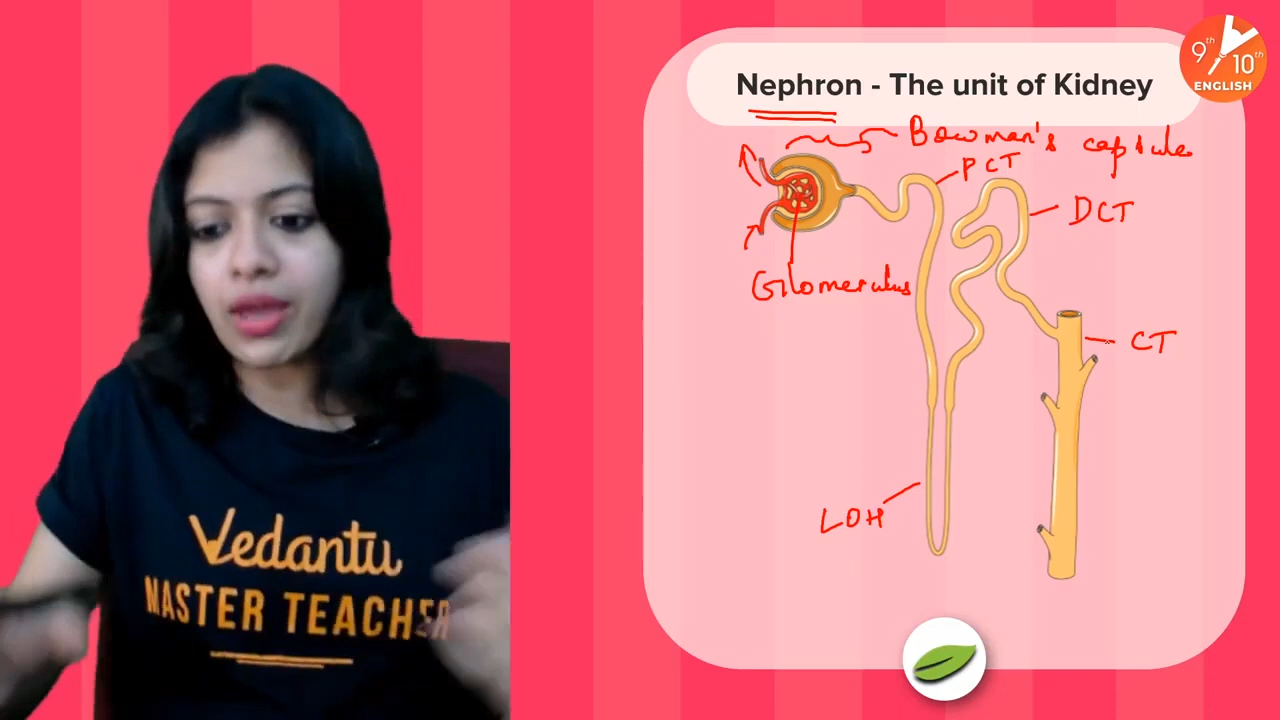 Nephron - The unit of Kidney
9th 10th
ENGLISH
Bowman's capsule
PCT
DCT
Glomerulus
CT
LOH
Vedantu
MASTER TEACHER